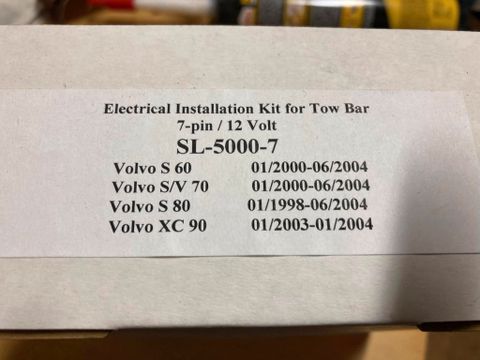 Electrical Installation Kit for Tow Bar
7-pin / 12 Volt
SL-5000-7
Volvo S 60 01/2000-06/2004
Volvo S/V 70 01/2000-06/2004
Volvo S 80 01/1998-06/2004
Volvo XC 90 01/2003-01/2004